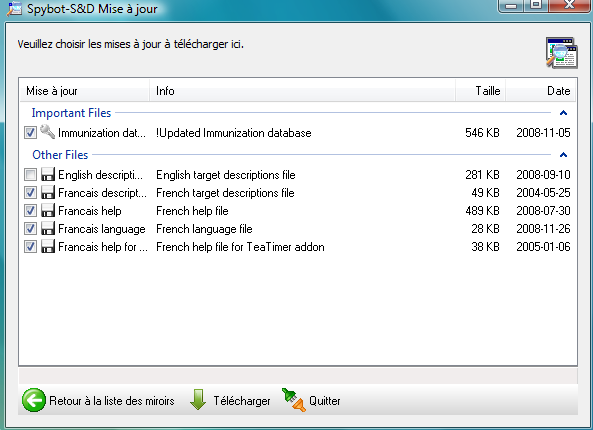 Spybot-S&D Mise à jour
Veuillez choisir les mises à jour à télécharger ici.
Mise à jour Info Taille Date
Important Files
Immunization dat... !Updated Immunization database 546 KB 2008-11-05
Other Files
English descripti... English target descriptions file 281 KB 2008-09-10
Francais descript... French target descriptions file 49 KB 2004-05-25
Francais help French help file 489 KB 2008-07-30
Francais language French language file 28 KB 2008-11-26
Francais help for ... French help file for TeaTimer addon 38 KB 2005-01-06
Retour à la liste des miroirs Télécharger Quitter